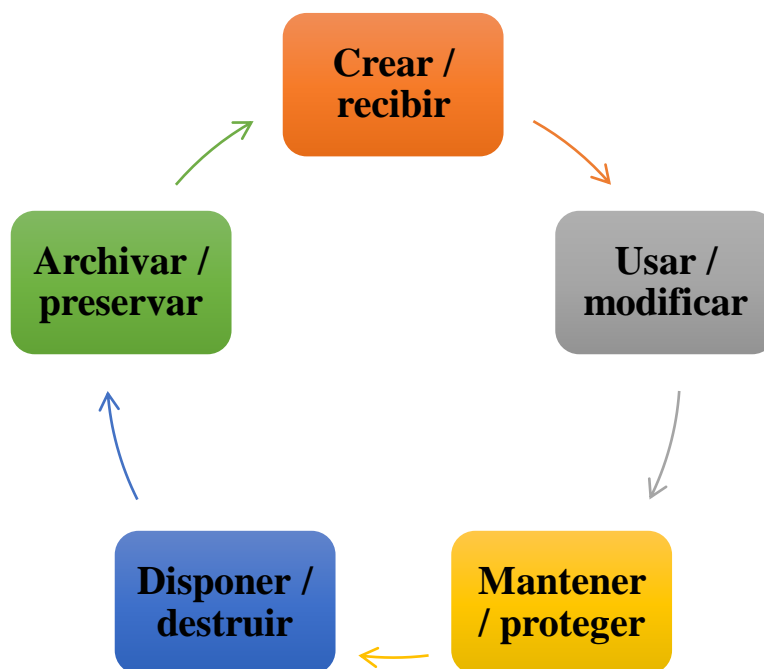 Crear /
recibir
Usar /
modificar
Mantener
/ proteger
Disponer /
destruir
Archivar /
preservar